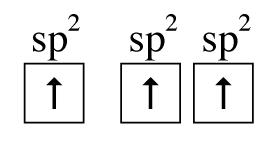 sp² sp² sp²
↑ ↑ ↑